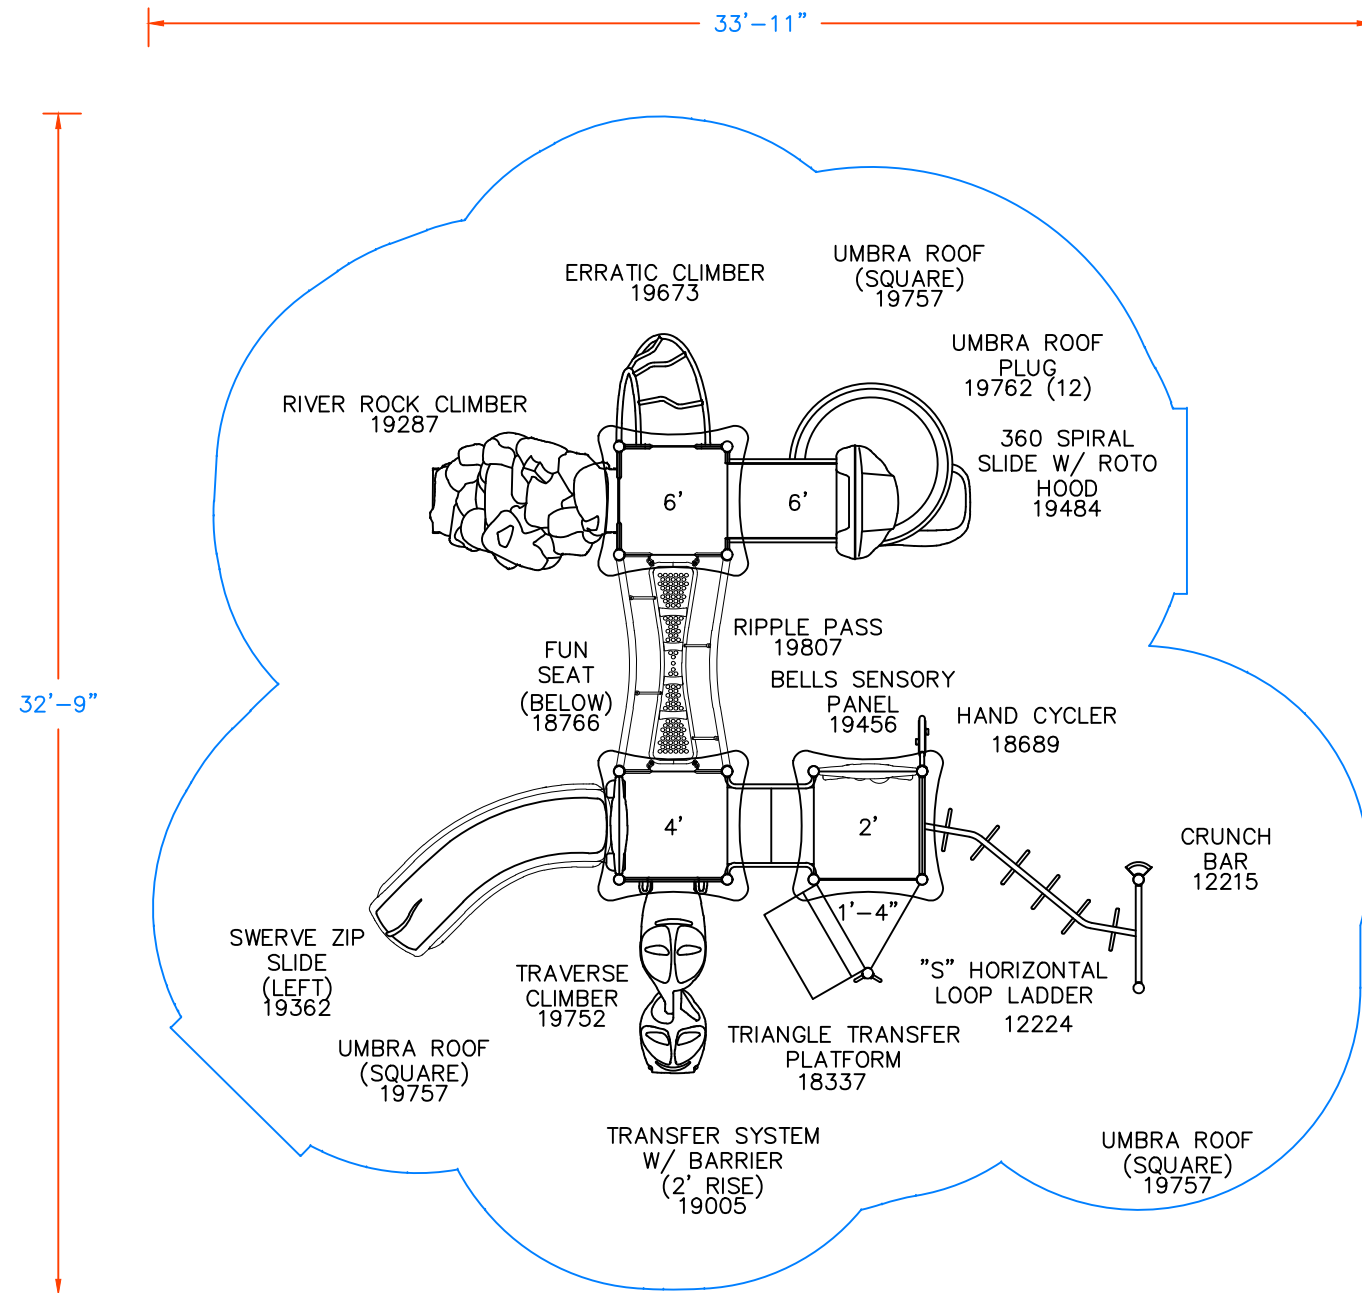 33'-11"
UMBRA ROOF
(SQUARE)
19757
ERRATIC CLIMBER
19673
UMBRA ROOF
PLUG
19762 (12)
RIVER ROCK CLIMBER
19287
360 SPIRAL
SLIDE W/ ROTO
HOOD
19484
6'
6'
RIPPLE PASS
19807
FUN
SEAT
(BELOW)
18766
BELLS SENSORY
PANEL
19456
32'-9"
HAND CYCLER
18689
4'
2'
CRUNCH
BAR
12215
1'-4"
SWERVE ZIP
SLIDE
(LEFT)
19362
TRAVERSE
CLIMBER
19752
"S" HORIZONTAL
LOOP LADDER
12224
TRIANGLE TRANSFER
PLATFORM
18337
UMBRA ROOF
(SQUARE)
19757
TRANSFER SYSTEM
W/ BARRIER
(2' RISE)
19005
UMBRA ROOF
(SQUARE)
19757